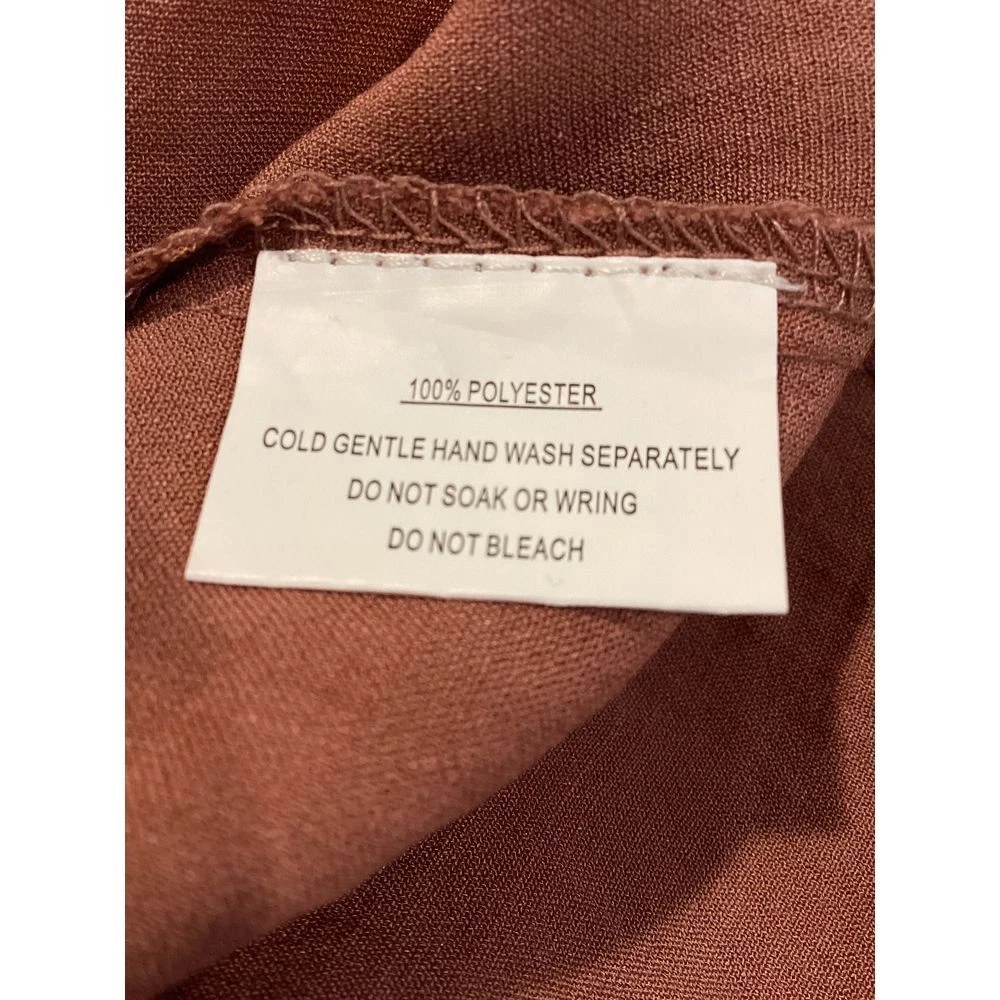 100% POLYESTER
COLD GENTLE HAND WASH SEPARATELY
DO NOT SOAK OR WRING
DO NOT BLEACH